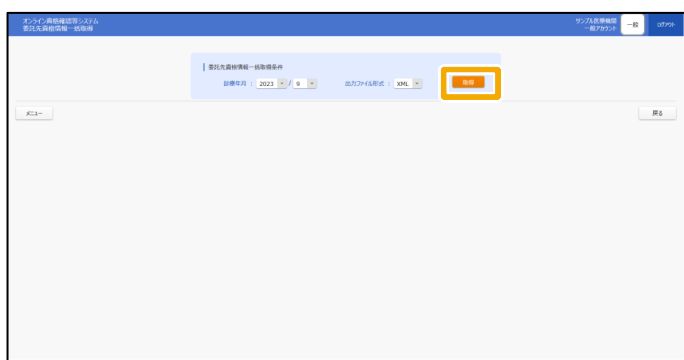 オンライン資格確認等システム
委託先資格情報一括取得
サンプル医療機関
一般アカウント
一般
ログアウト
委託先資格情報一括取得条件
診療年月 : 2023 / 9 出力ファイル形式 : XML 取得
メニュー 戻る